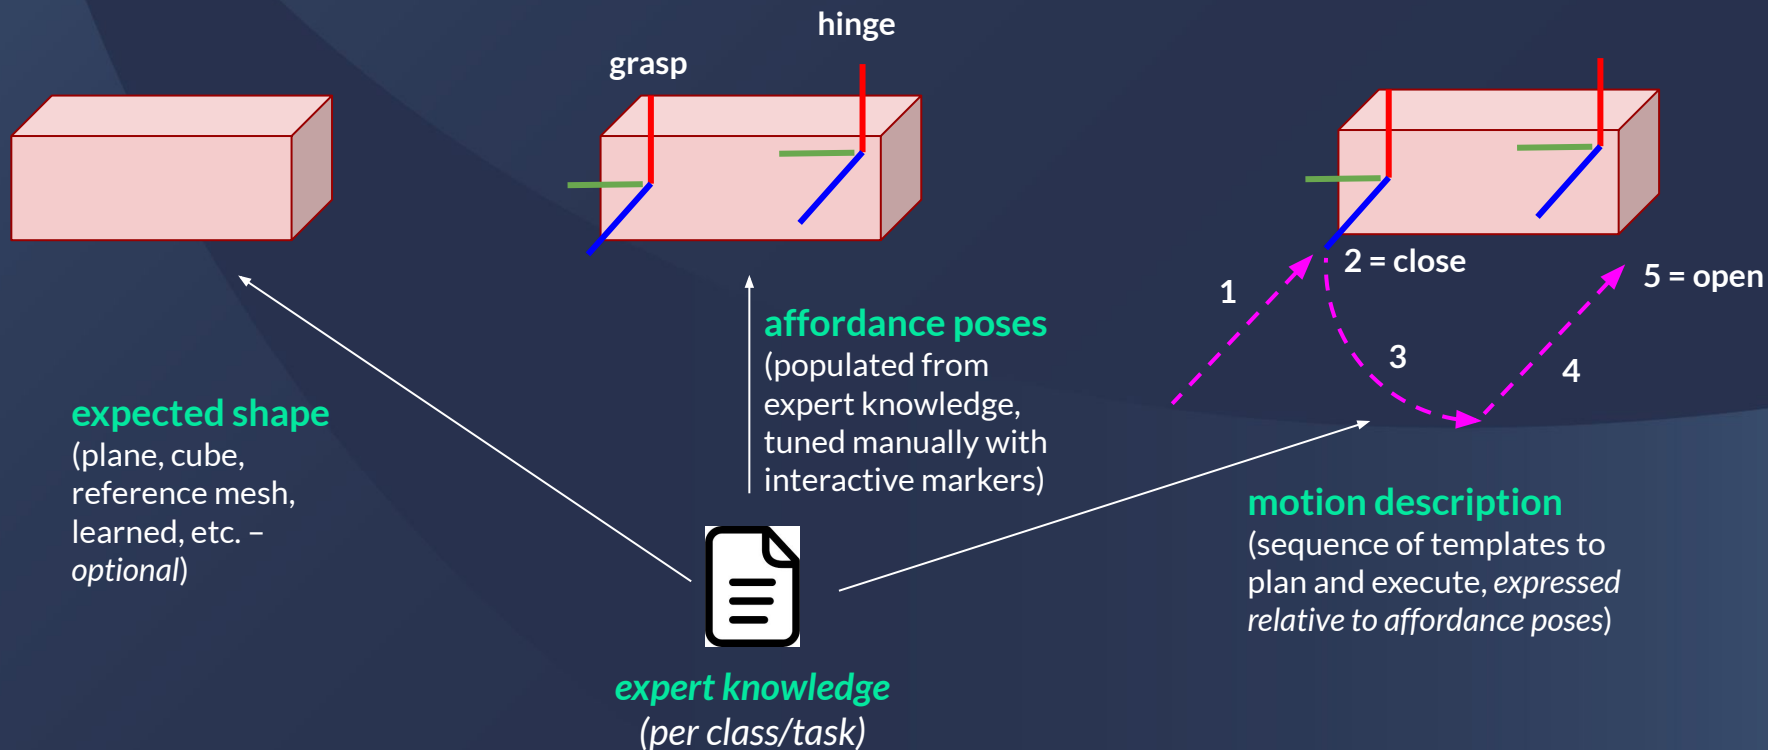 hinge
grasp
1
2 = close
3
4
5 = open
affordance poses
(populated from
expert knowledge,
tuned manually with
interactive markers)
expected shape
(plane, cube,
reference mesh,
learned, etc. –
optional)
motion description
(sequence of templates to
plan and execute, expressed
relative to affordance poses)
expert knowledge
(per class/task)